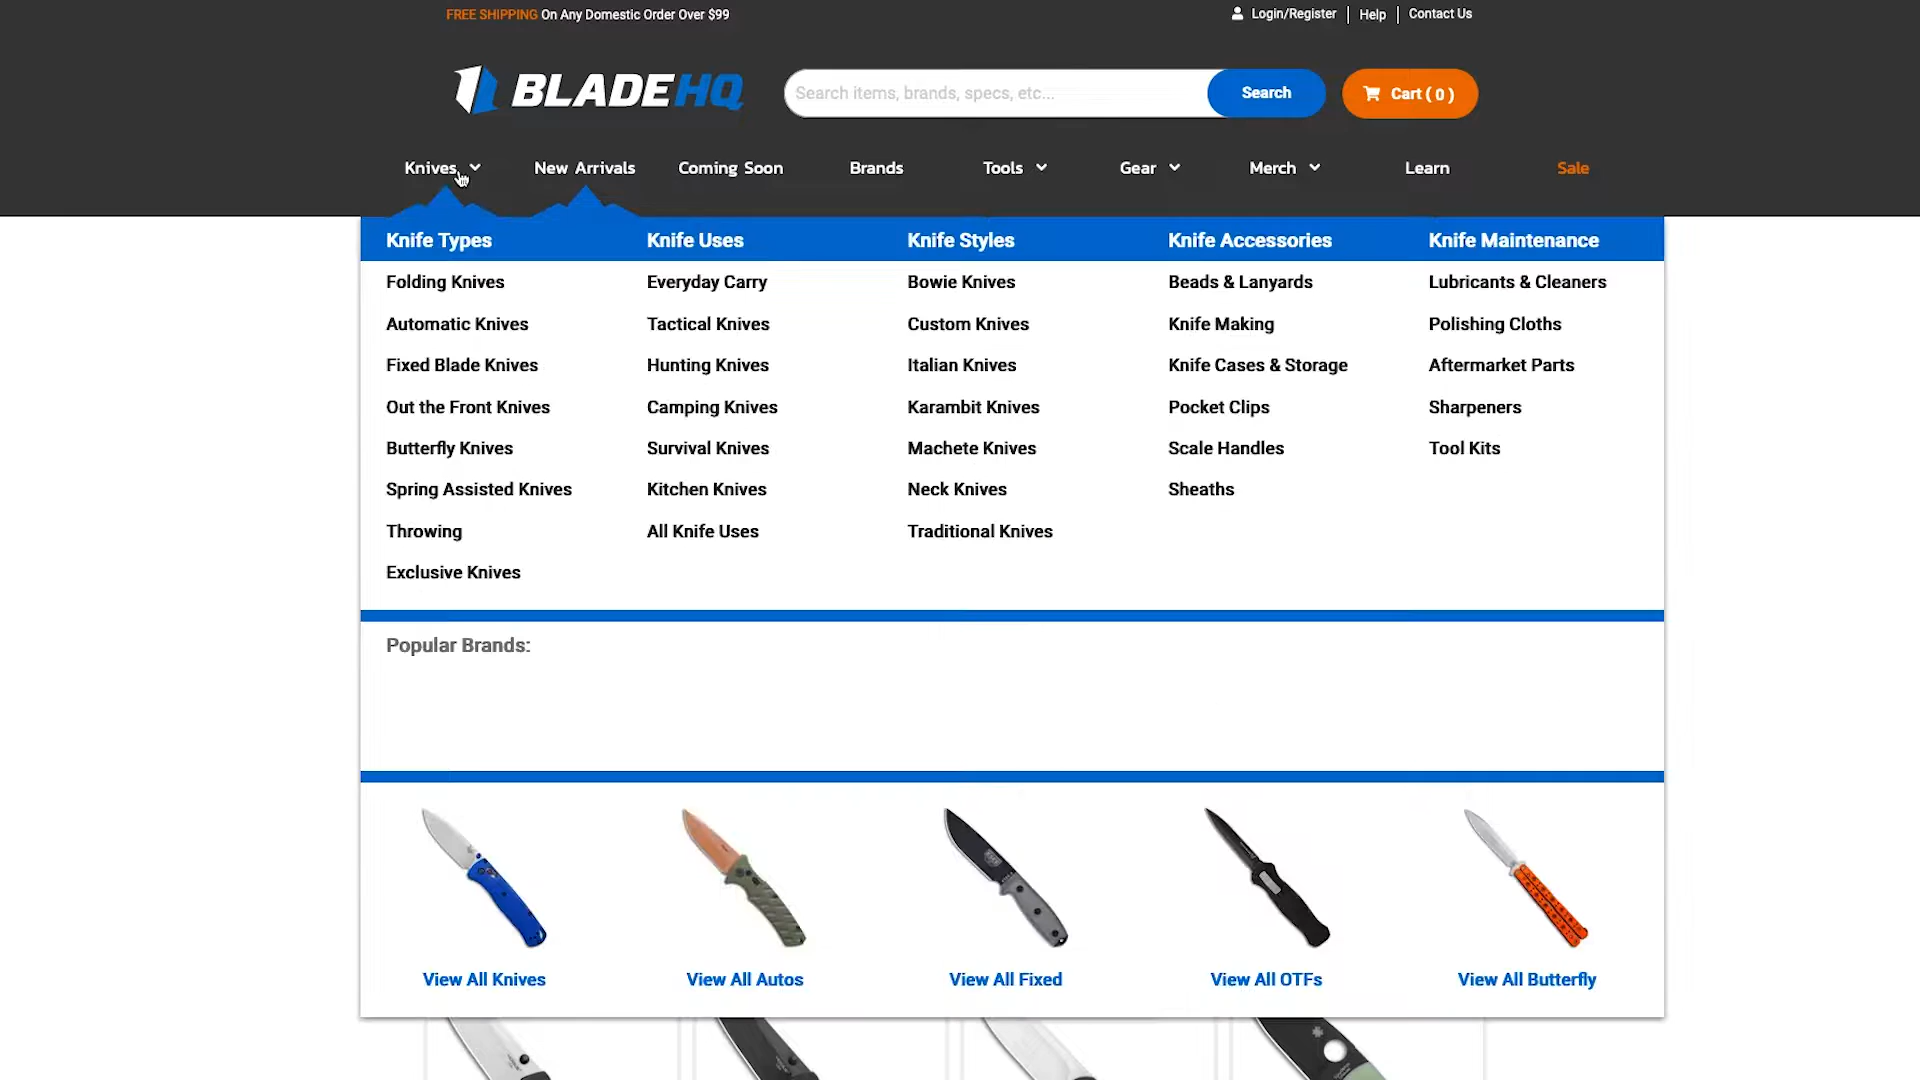 FREE SHIPPING On Any Domestic Order Over $99
Login/Register
Help
Contact Us
BLADEHQ
Search items, brands, specs, etc...
Search
Cart ( 0 )
Knives
New Arrivals
Coming Soon
Brands
Tools
Gear
Merch
Learn
Sale
Knife Types
Folding Knives
Automatic Knives
Fixed Blade Knives
Out the Front Knives
Butterfly Knives
Spring Assisted Knives
Throwing
Exclusive Knives
Knife Uses
Everyday Carry
Tactical Knives
Hunting Knives
Camping Knives
Survival Knives
Kitchen Knives
All Knife Uses
Knife Styles
Bowie Knives
Custom Knives
Italian Knives
Karambit Knives
Machete Knives
Neck Knives
Traditional Knives
Knife Accessories
Beads & Lanyards
Knife Making
Knife Cases & Storage
Pocket Clips
Scale Handles
Sheaths
Knife Maintenance
Lubricants & Cleaners
Polishing Cloths
Aftermarket Parts
Sharpeners
Tool Kits
Popular Brands:
View All Knives
View All Autos
View All Fixed
View All OTFs
View All Butterfly